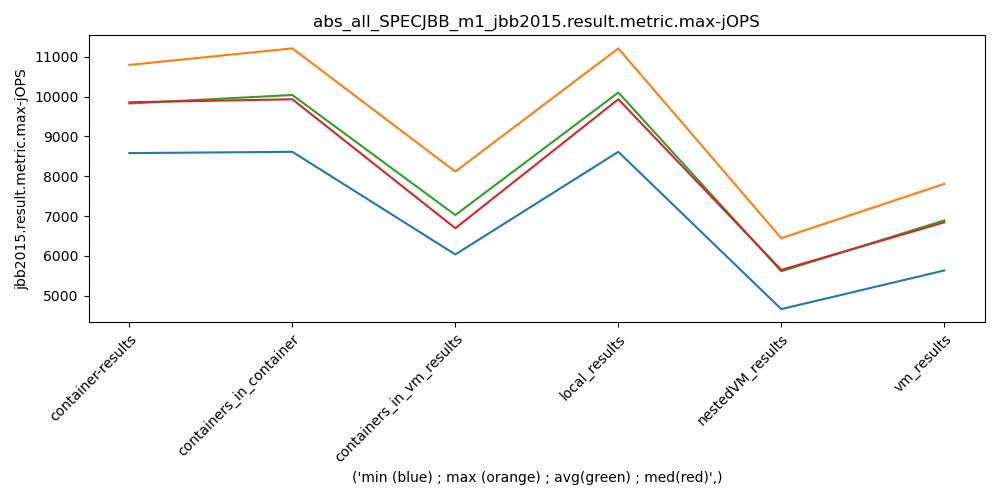 abs_all_SPECJBB_m1_jbb2015.result.metric.max-jOPS
jbb2015.result.metric.max-jOPS
11000
10000
9000
8000
7000
6000
5000
container-results
containers_in_container
containers_in_vm_results
local_results
nestedVM_results
vm_results
('min (blue) ; max (orange) ; avg(green) ; med(red)',)